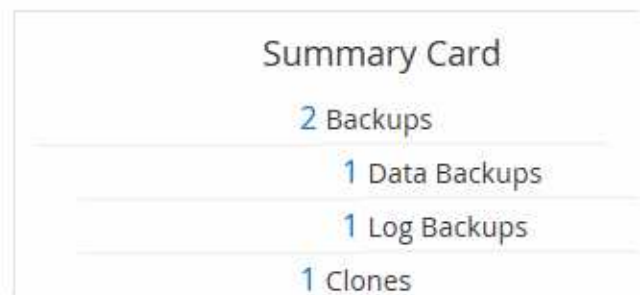 Summary Card
2 Backups
1 Data Backups
1 Log Backups
1 Clones